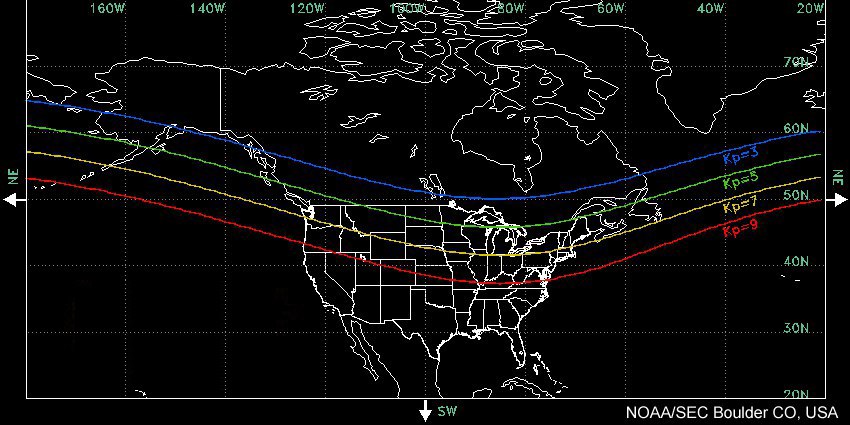 160W 140W 120W 100W 80W 60W 40W 20W
70N
60N
Kp=3
Kp=5
NE
50N
NE
Kp=7
Kp=9
40N
30N
20N
SW
NOAA/SEC Boulder CO, USA